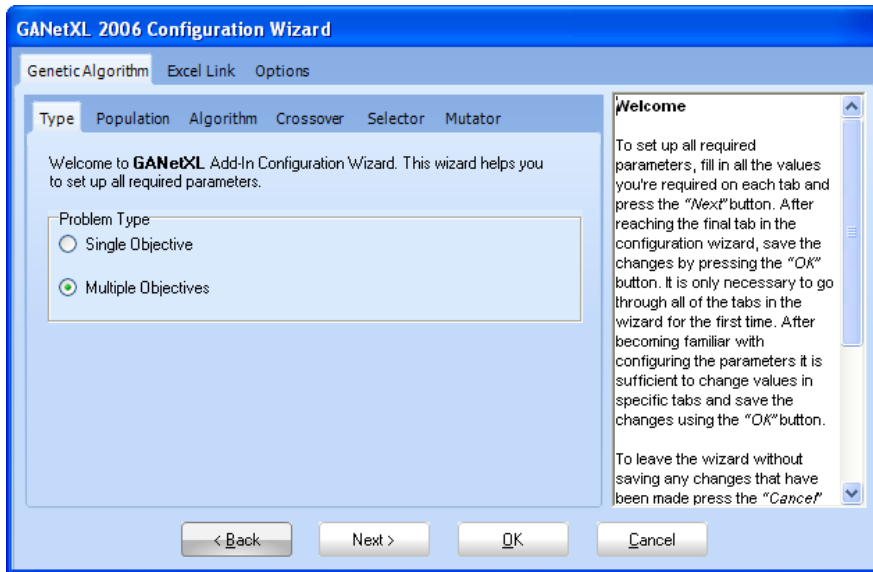 GANetXL 2006 Configuration Wizard
Genetic Algorithm Excel Link Options
Type Population Algorithm Crossover Selector Mutator
Welcome to GANetXL Add-In Configuration Wizard. This wizard helps you
to set up all required parameters.
Problem Type
Single Objective
Multiple Objectives
Welcome
To set up all required
parameters, fill in all the values
you're required on each tab and
press the "Next" button. After
reaching the final tab in the
configuration wizard, save the
changes by pressing the "OK"
button. It is only necessary to go
through all of the tabs in the
wizard for the first time. After
becoming familiar with
configuring the parameters it is
sufficient to change values in
specific tabs and save the
changes using the "OK" button.
To leave the wizard without
saving any changes that have
been made press the "Cancel"
< Back Next > OK Cancel